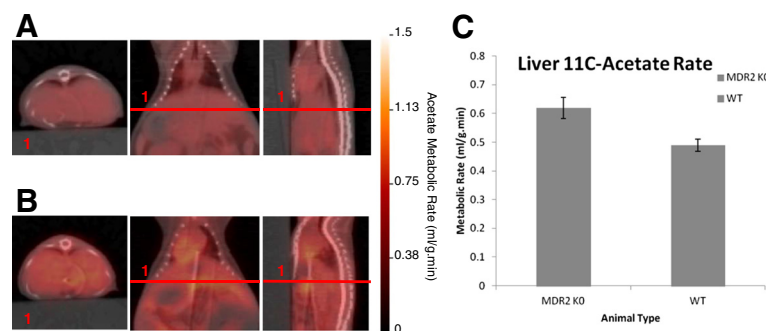 A
1
1
1
B
1
1
1
1.5
1.13
0.75
0.38
0
Acetate Metabolic Rate (ml/g.min)
C
Liver 11C-Acetate Rate
MDR2 K0
WT
0.8
0.7
0.6
0.5
0.4
0.3
0.2
0.1
0
Metabolic Rate (ml/g.min)
MDR2 K0
WT
Animal Type